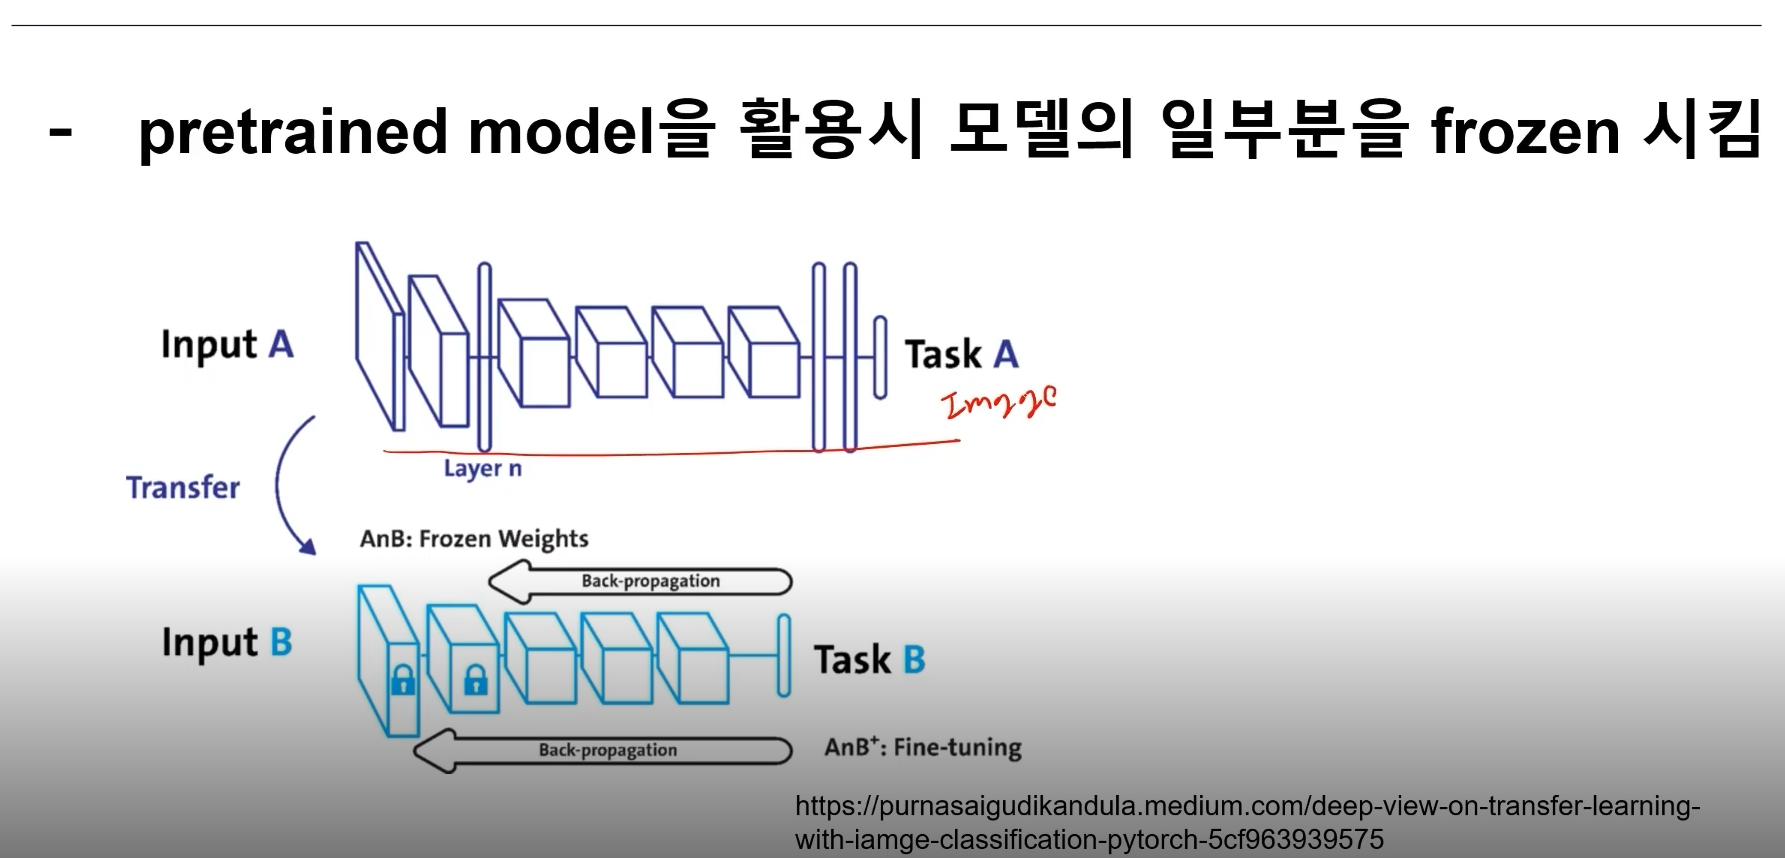 - pretrained model을 활용시 모델의 일부분을 frozen 시킴
Input A
Task A
Image
Layer n
Transfer
AnB: Frozen Weights
Back-propagation
Input B
Task B
Back-propagation
AnB⁺: Fine-tuning
https://purnasaigudikandula.medium.com/deep-view-on-transfer-learning-
with-iamge-classification-pytorch-5cf963939575